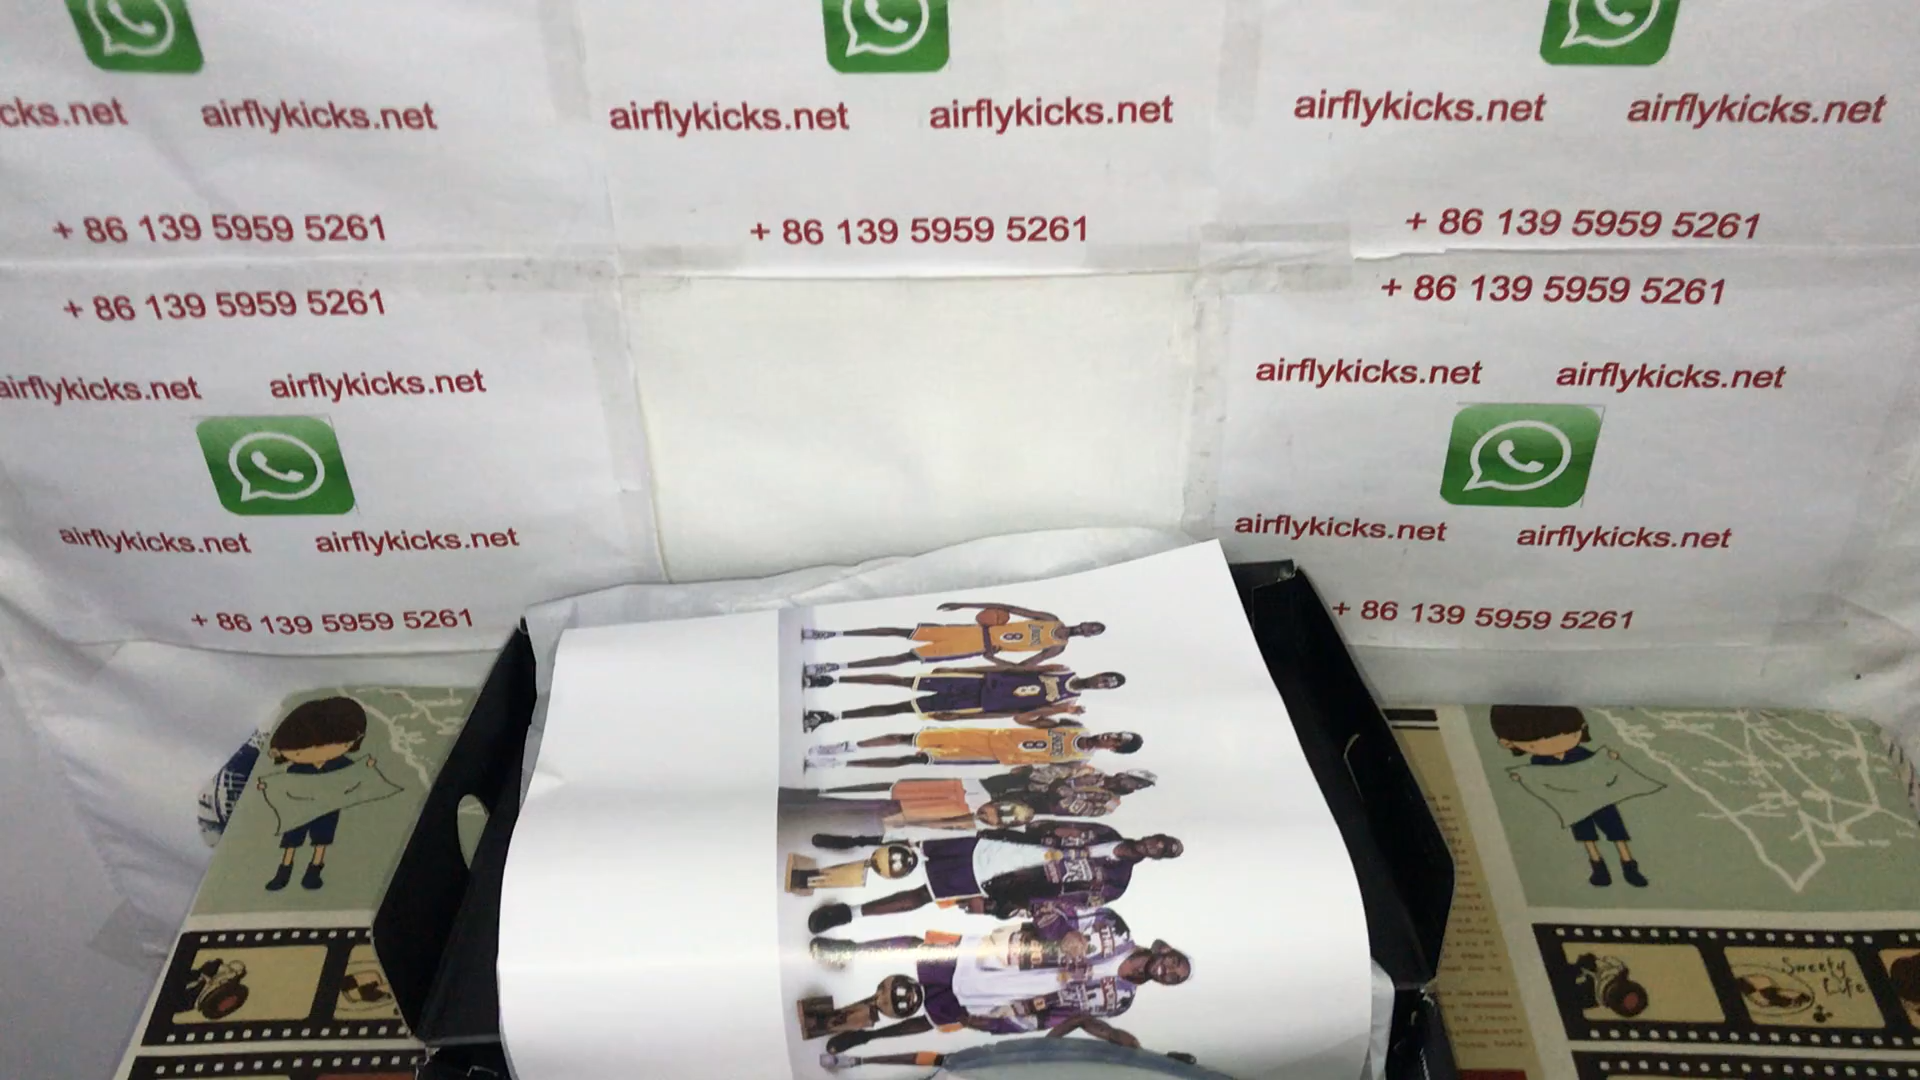 cks.net airflykicks.net airflykicks.net airflykicks.net airflykicks.net airflykicks.net
+ 86 139 5959 5261 + 86 139 5959 5261 + 86 139 5959 5261
+ 86 139 5959 5261 + 86 139 5959 5261
airflykicks.net airflykicks.net airflykicks.net airflykicks.net
airflykicks.net airflykicks.net airflykicks.net airflykicks.net
+ 86 139 5959 5261 + 86 139 5959 5261
8
8
8
Sweety
Life